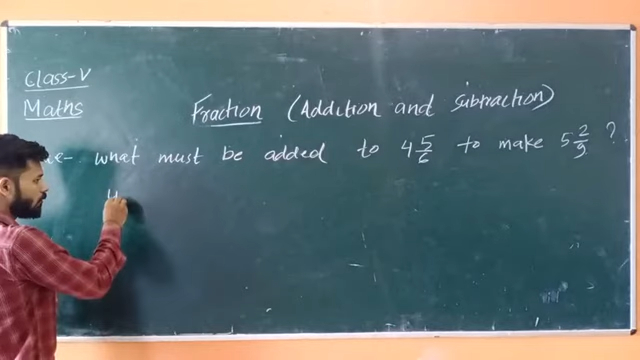 Class-V
Maths
Fraction (Addition and Subtraction)
what must be added to 4 5/6 to make 5 2/9 ?